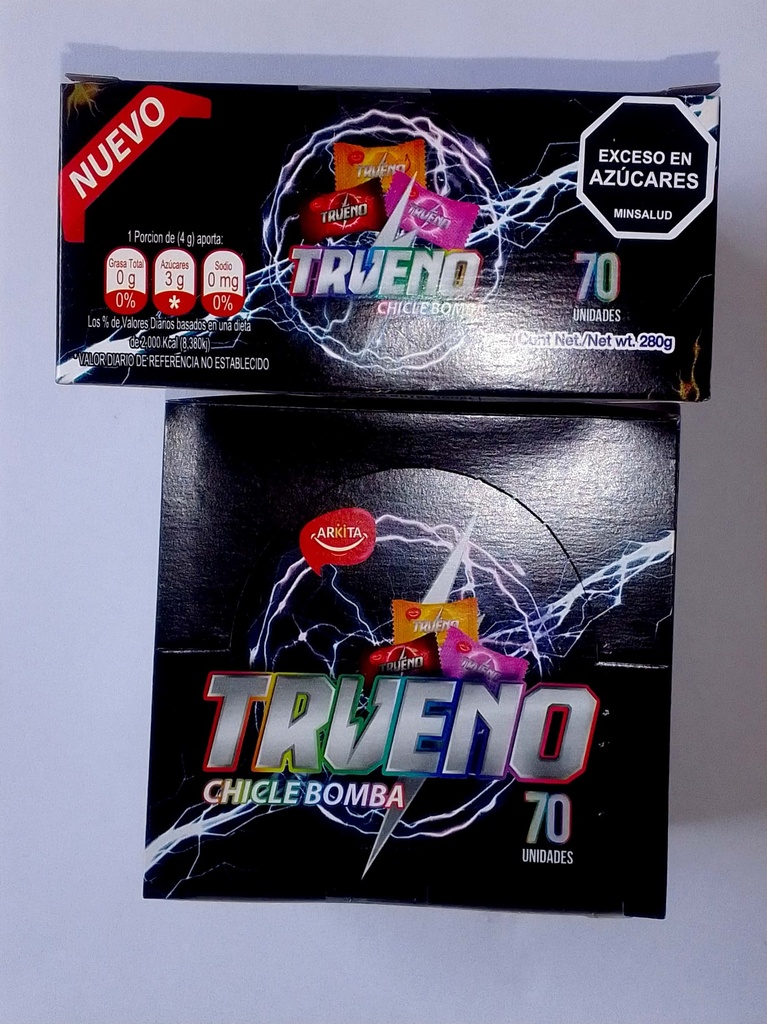 NUEVO
EXCESO EN
AZÚCARES
MINSALUD
TRUENO
TRUENO
TRUENO
1 Porcion de (4 g) aporta:
Grasa Total
0 g
0%
Azúcares
3 g
*
Sodio
0 mg
0%
Los % de Valores Diarios basados en una dieta
de 2,000 Kcal (8,380kj)
*VALOR DIARIO DE REFERENCIA NO ESTABLECIDO
TRUENO
CHICLE BOMBA
70
UNIDADES
Cont Net./Net wt. 280g
ARKITA
TRUENO
TRUENO
TRUENO
TRUENO
CHICLE BOMBA
70
UNIDADES